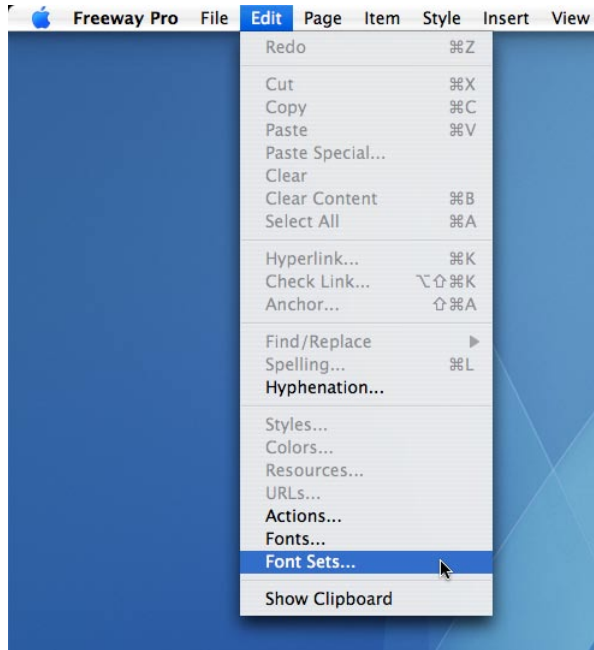 Freeway Pro File Edit Page Item Style Insert View
Redo ⌘Z
Cut ⌘X
Copy ⌘C
Paste ⌘V
Paste Special...
Clear
Clear Content ⌘B
Select All ⌘A
Hyperlink... ⌘K
Check Link... ⌥⇧⌘K
Anchor... ⇧⌘A
Find/Replace
Spelling... ⌘L
Hyphenation...
Styles...
Colors...
Resources...
URLs...
Actions...
Fonts...
Font Sets...
Show Clipboard